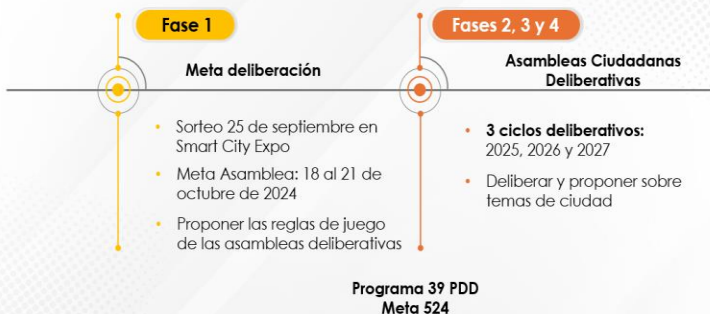 Fase 1
Meta deliberación
• Sorteo 25 de septiembre en
Smart City Expo
• Meta Asamblea: 18 al 21 de
octubre de 2024
• Proponer las reglas de juego
de las asambleas deliberativas
Fases 2, 3 y 4
Asambleas Ciudadanas
Deliberativas
• 3 ciclos deliberativos:
2025, 2026 y 2027
• Deliberar y proponer sobre
temas de ciudad
Programa 39 PDD
Meta 524